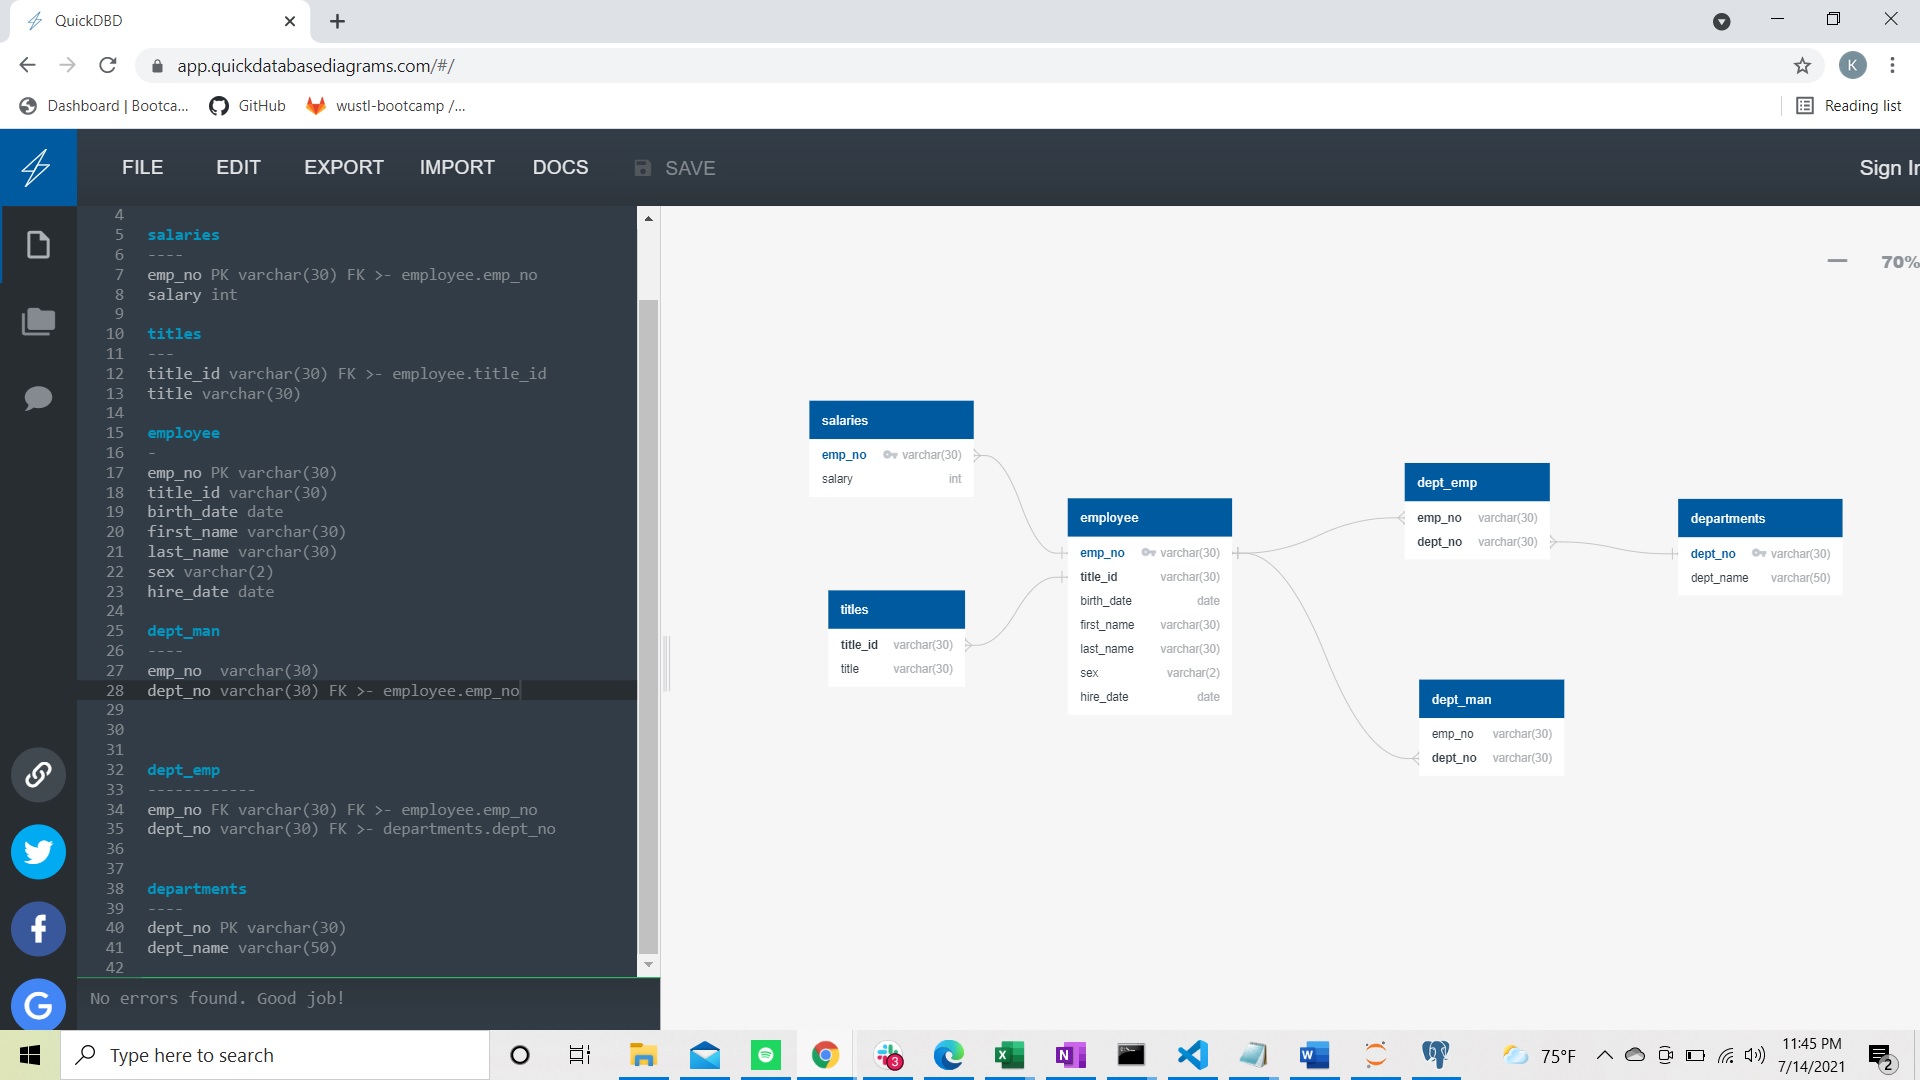 QuickDBD
app.quickdatabasediagrams.com/#/
K
Dashboard | Bootca...
GitHub
wustl-bootcamp /...
Reading list
FILE
EDIT
EXPORT
IMPORT
DOCS
SAVE
Sign In
4
5 salaries
6 ----
7 emp_no PK varchar(30) FK >- employee.emp_no
8 salary int
9
10 titles
11 ---
12 title_id varchar(30) FK >- employee.title_id
13 title varchar(30)
14
15 employee
16 -
17 emp_no PK varchar(30)
18 title_id varchar(30)
19 birth_date date
20 first_name varchar(30)
21 last_name varchar(30)
22 sex varchar(2)
23 hire_date date
24
25 dept_man
26 ----
27 emp_no  varchar(30)
28 dept_no varchar(30) FK >- employee.emp_no
29
30
31
32 dept_emp
33 ------------
34 emp_no FK varchar(30) FK >- employee.emp_no
35 dept_no varchar(30) FK >- departments.dept_no
36
37
38 departments
39 ----
40 dept_no PK varchar(30)
41 dept_name varchar(50)
42
No errors found. Good job!
70%
salaries
emp_no varchar(30)
salary int
titles
title_id varchar(30)
title varchar(30)
employee
emp_no varchar(30)
title_id varchar(30)
birth_date date
first_name varchar(30)
last_name varchar(30)
sex varchar(2)
hire_date date
dept_emp
emp_no varchar(30)
dept_no varchar(30)
departments
dept_no varchar(30)
dept_name varchar(50)
dept_man
emp_no varchar(30)
dept_no varchar(30)
Type here to search
3
75°F
11:45 PM
7/14/2021
2